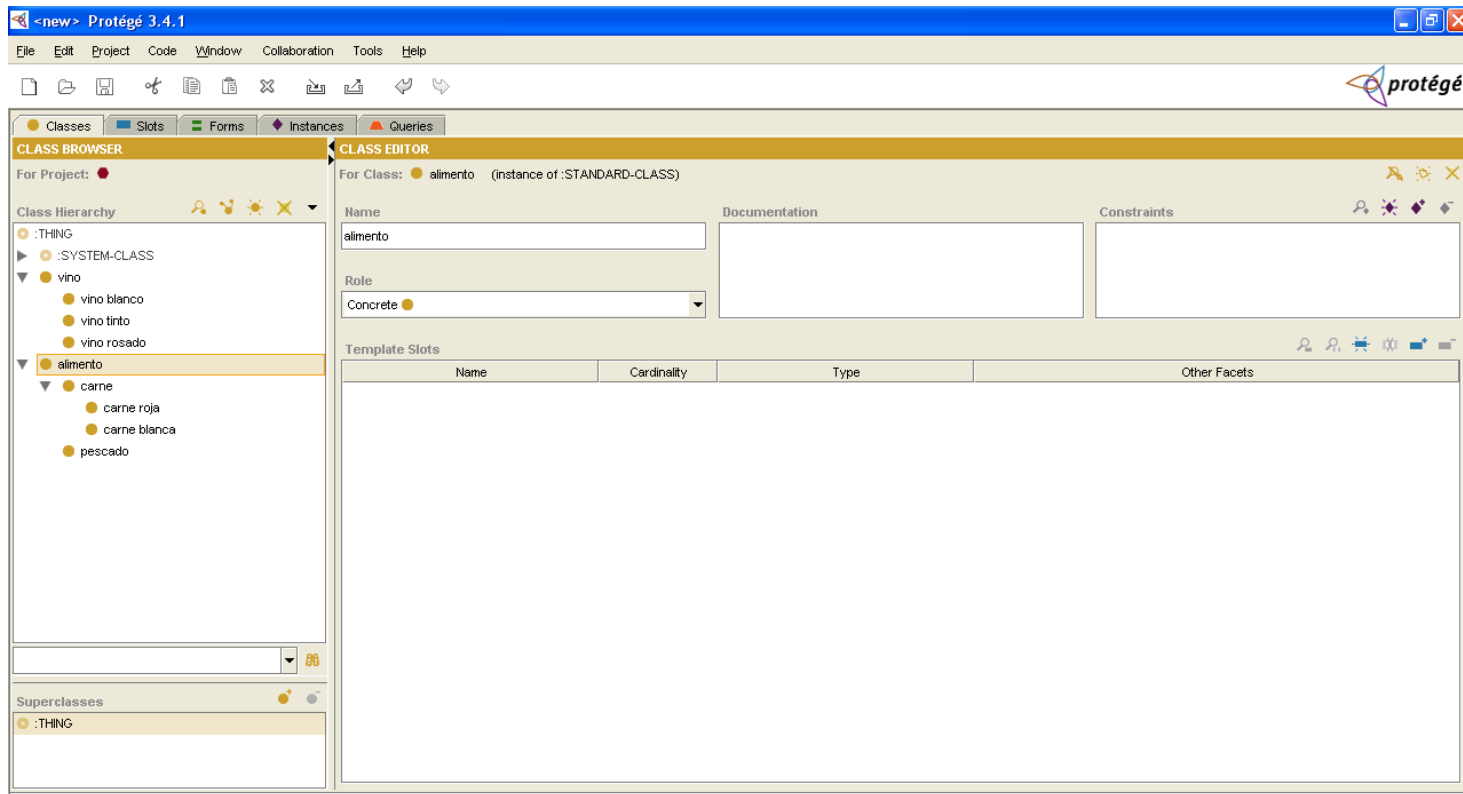 <new> Protégé 3.4.1
File Edit Project Code Window Collaboration Tools Help
protégé
Classes Slots Forms Instances Queries
CLASS BROWSER
CLASS EDITOR
For Project:
For Class: alimento (instance of :STANDARD-CLASS)
Class Hierarchy
Name
Documentation
Constraints
:THING
alimento
:SYSTEM-CLASS
vino
Role
vino blanco
Concrete
vino tinto
vino rosado
Template Slots
alimento
Name Cardinality Type Other Facets
carne
carne roja
carne blanca
pescado
Superclasses
:THING